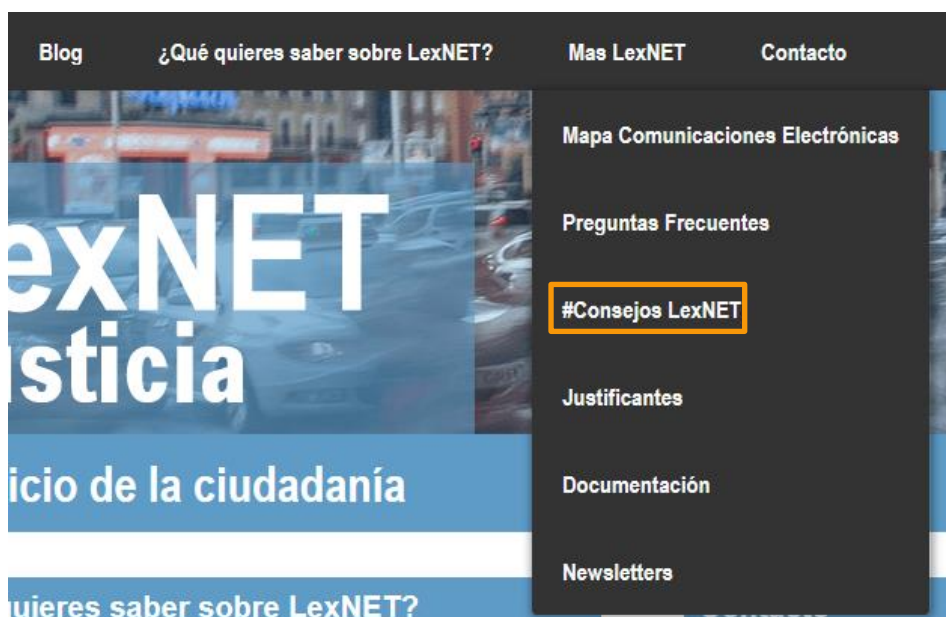 Blog ¿Qué quieres saber sobre LexNET? Mas LexNET Contacto
Mapa Comunicaciones Electrónicas
Preguntas Frecuentes
#Consejos LexNET
Justificantes
Documentación
Newsletters
exNET
usticia
icio de la ciudadanía
uieres saber sobre LexNET?